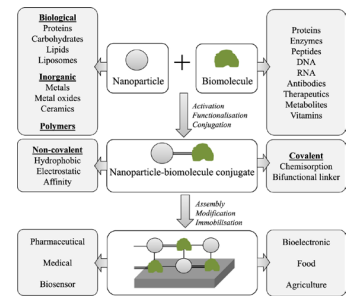 Biological
Proteins
Carbohydrates
Lipids
Liposomes
Inorganic
Metals
Metal oxides
Ceramics
Polymers
Nanoparticle
+
Biomolecule
Proteins
Enzymes
Peptides
DNA
RNA
Antibodies
Therapeutics
Metabolites
Vitamins
Activation
Functionalisation
Conjugation
Non-covalent
Hydrophobic
Electrostatic
Affinity
Nanoparticle-biomolecule conjugate
Covalent
Chemisorption
Bifunctional linker
Assembly
Modification
Immobilisation
Pharmaceutical
Medical
Biosensor
Bioelectronic
Food
Agriculture